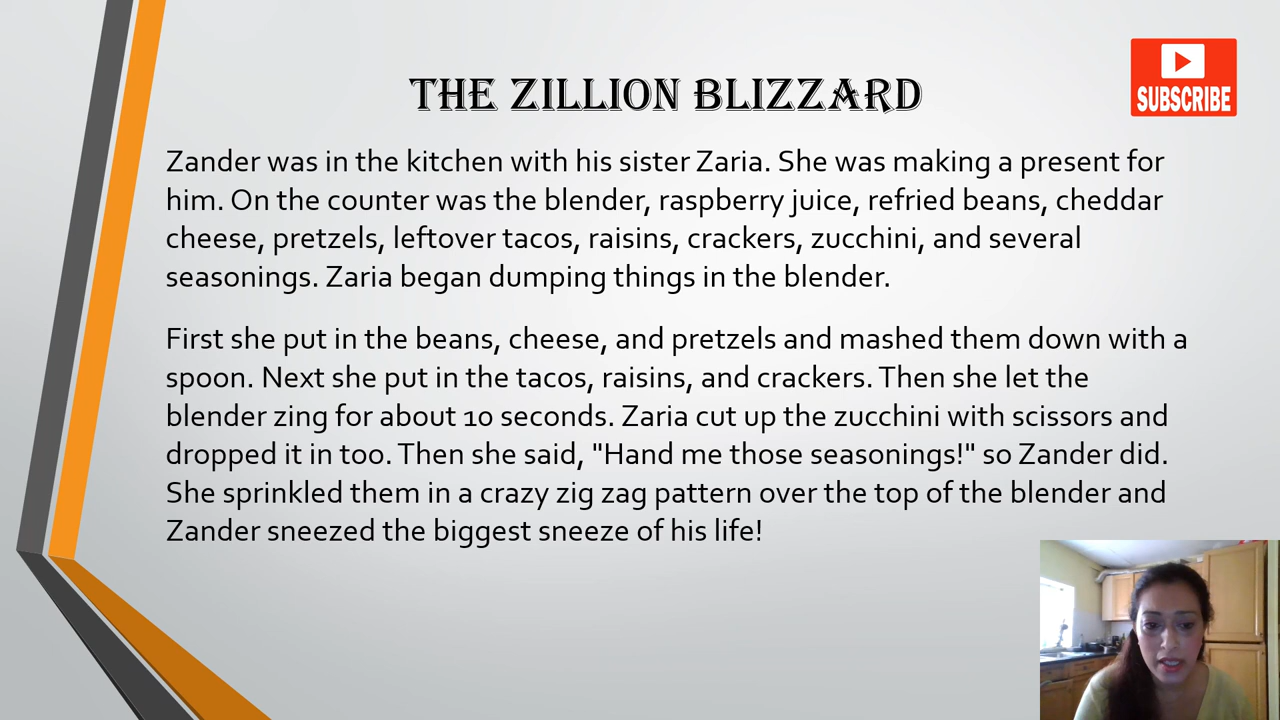 THE ZILLION BLIZZARD
SUBSCRIBE
Zander was in the kitchen with his sister Zaria. She was making a present for
him. On the counter was the blender, raspberry juice, refried beans, cheddar
cheese, pretzels, leftover tacos, raisins, crackers, zucchini, and several
seasonings. Zaria began dumping things in the blender.
First she put in the beans, cheese, and pretzels and mashed them down with a
spoon. Next she put in the tacos, raisins, and crackers. Then she let the
blender zing for about 10 seconds. Zaria cut up the zucchini with scissors and
dropped it in too. Then she said, "Hand me those seasonings!" so Zander did.
She sprinkled them in a crazy zig zag pattern over the top of the blender and
Zander sneezed the biggest sneeze of his life!